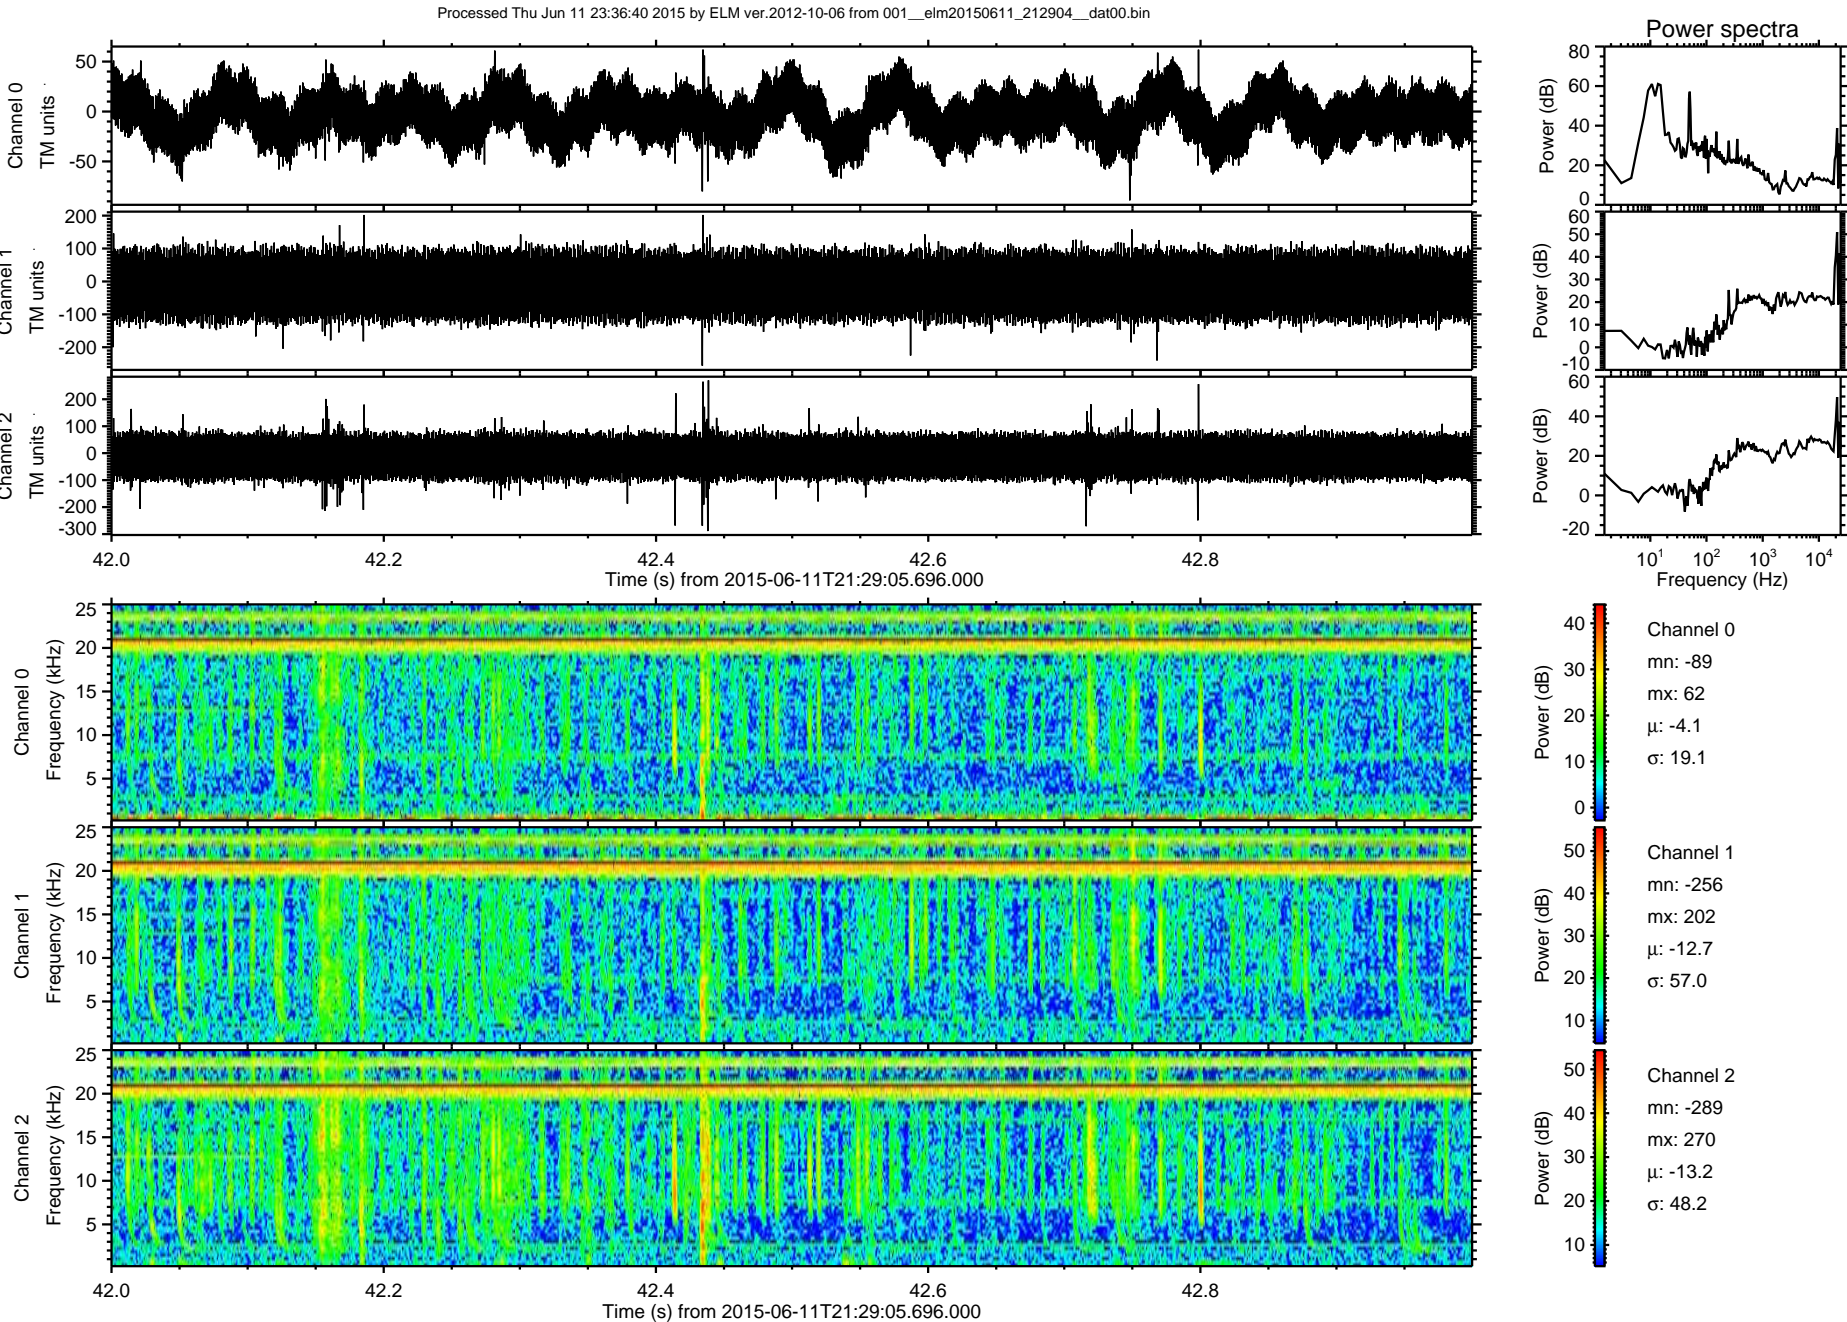 Processed Thu Jun 11 23:36:40 2015 by ELM ver.2012-10-06 from 001__elm20150611_212904__dat00.bin
Power spectra
Channel 0
TM units
50
0
-50
Power (dB)
80
60
40
20
0
Channel 1
TM units
200
100
0
-100
-200
Power (dB)
60
50
40
30
20
10
0
-10
Channel 2
TM units
200
100
0
-100
-200
-300
Power (dB)
60
40
20
0
-20
42.0 42.2 42.4 42.6 42.8
Time (s) from 2015-06-11T21:29:05.696.000
10^1 10^2 10^3 10^4
Frequency (Hz)
Channel 0
Frequency (kHz)
25
20
15
10
5
Power (dB)
40
30
20
10
0
Channel 0
mn: -89
mx: 62
μ: -4.1
σ: 19.1
Channel 1
Frequency (kHz)
25
20
15
10
5
Power (dB)
50
40
30
20
10
Channel 1
mn: -256
mx: 202
μ: -12.7
σ: 57.0
Channel 2
Frequency (kHz)
25
20
15
10
5
Power (dB)
50
40
30
20
10
Channel 2
mn: -289
mx: 270
μ: -13.2
σ: 48.2
42.0 42.2 42.4 42.6 42.8
Time (s) from 2015-06-11T21:29:05.696.000